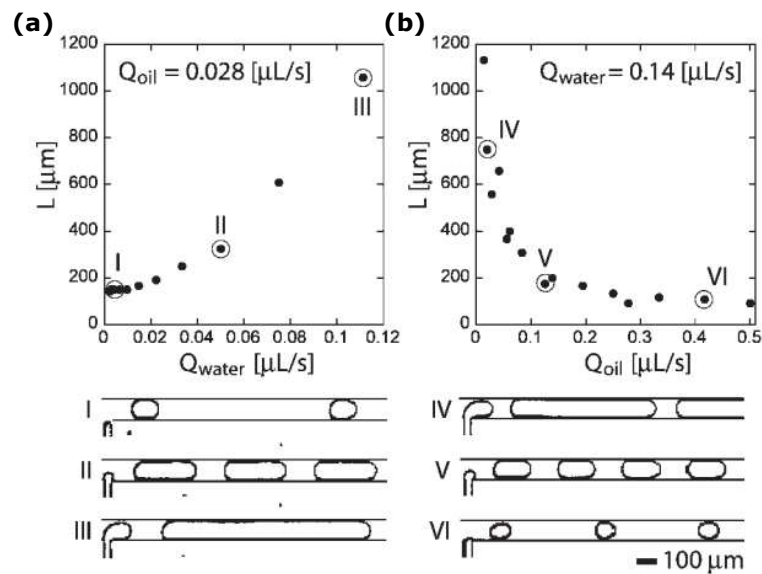 (a)
1200
1000
800
600
400
200
0
L [µm]
Q_oil = 0.028 [µL/s]
I
II
III
0
0.02
0.04
0.06
0.08
0.1
0.12
Q_water [µL/s]
(b)
1200
1000
800
600
400
200
0
L [µm]
Q_water = 0.14 [µL/s]
IV
V
VI
0
0.1
0.2
0.3
0.4
0.5
Q_oil [µL/s]
I
II
III
IV
V
VI
100 µm